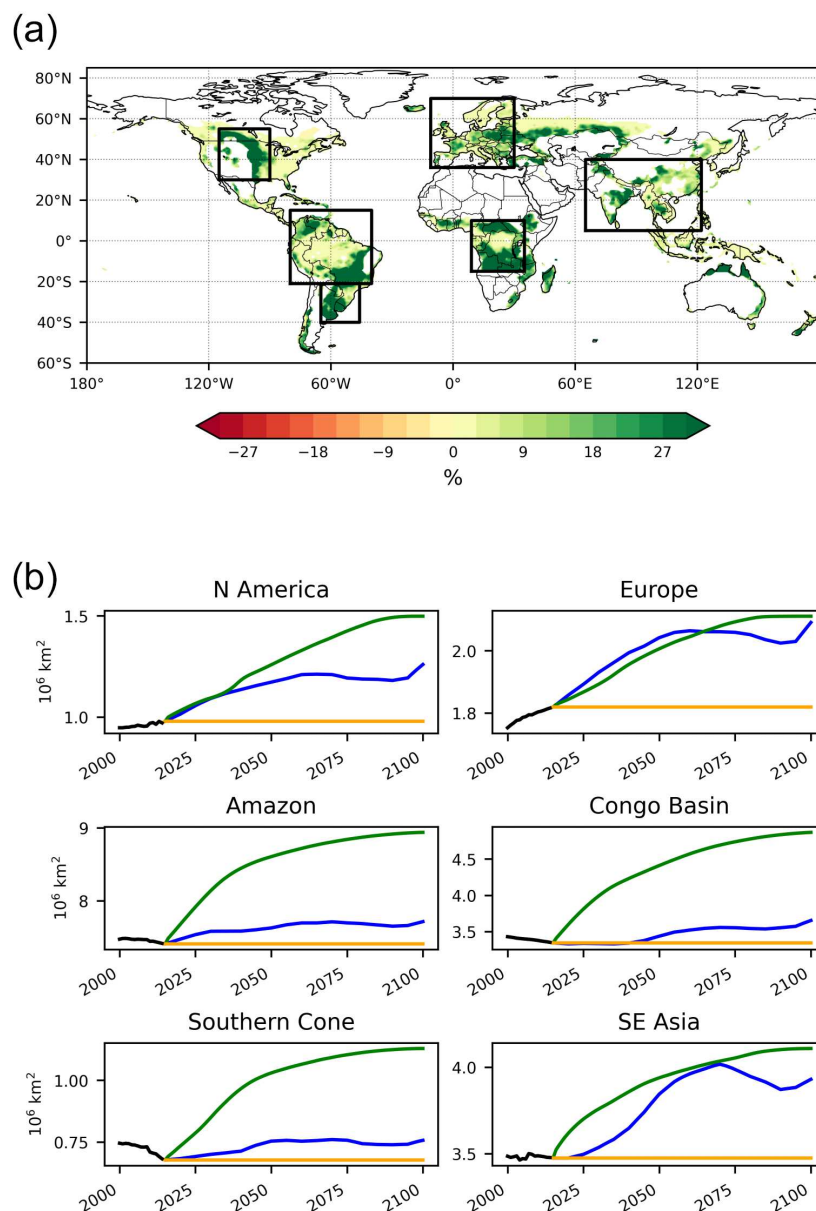 (a)
80°N
60°N
40°N
20°N
0°
20°S
40°S
60°S
180° 120°W 60°W 0° 60°E 120°E
−27 −18 −9 0 9 18 27
%
(b)
N America Europe
10⁶ km²
1.5
1.0
2.0
1.8
2000 2025 2050 2075 2100 2000 2025 2050 2075 2100
Amazon Congo Basin
10⁶ km²
9
8
4.5
4.0
3.5
2000 2025 2050 2075 2100 2000 2025 2050 2075 2100
Southern Cone SE Asia
10⁶ km²
1.00
0.75
4.0
3.5
2000 2025 2050 2075 2100 2000 2025 2050 2075 2100